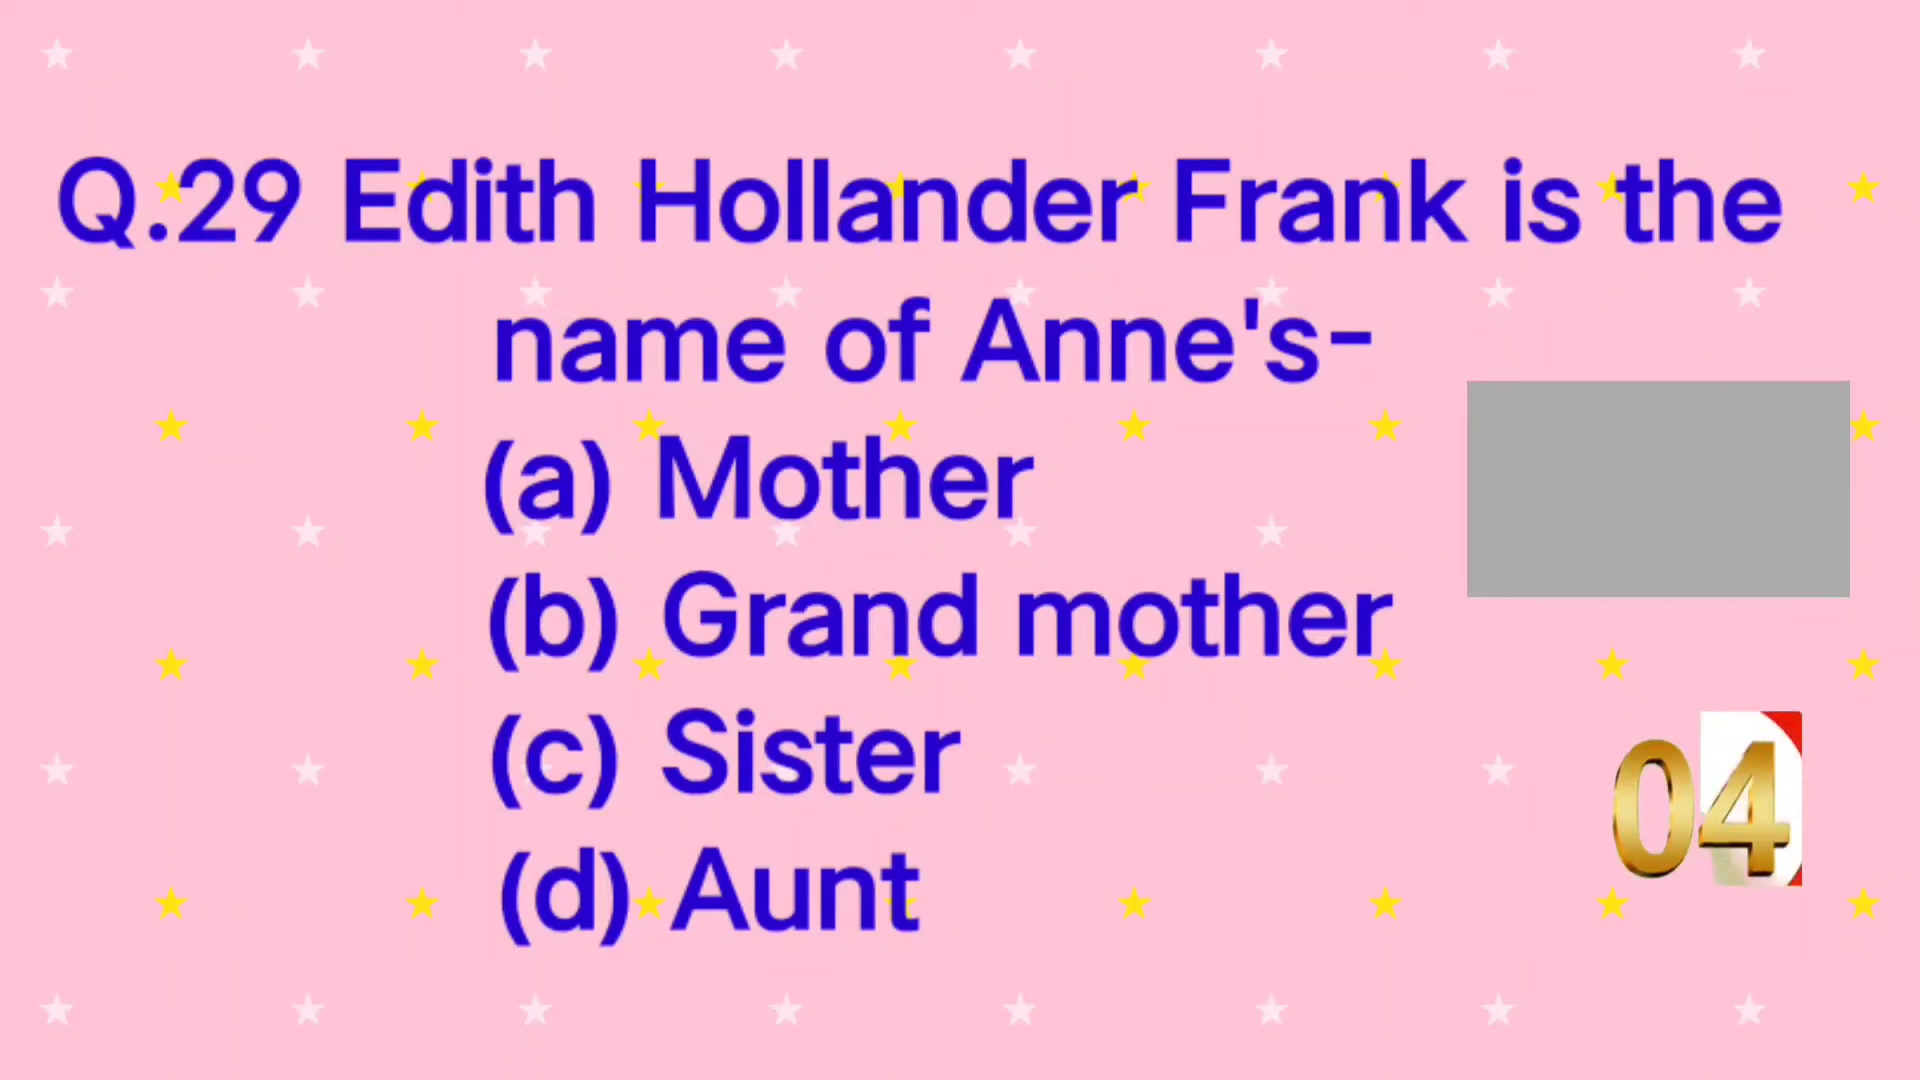 Q.29 Edith Hollander Frank is the
name of Anne's-
(a) Mother
(b) Grand mother
(c) Sister
(d) Aunt
04